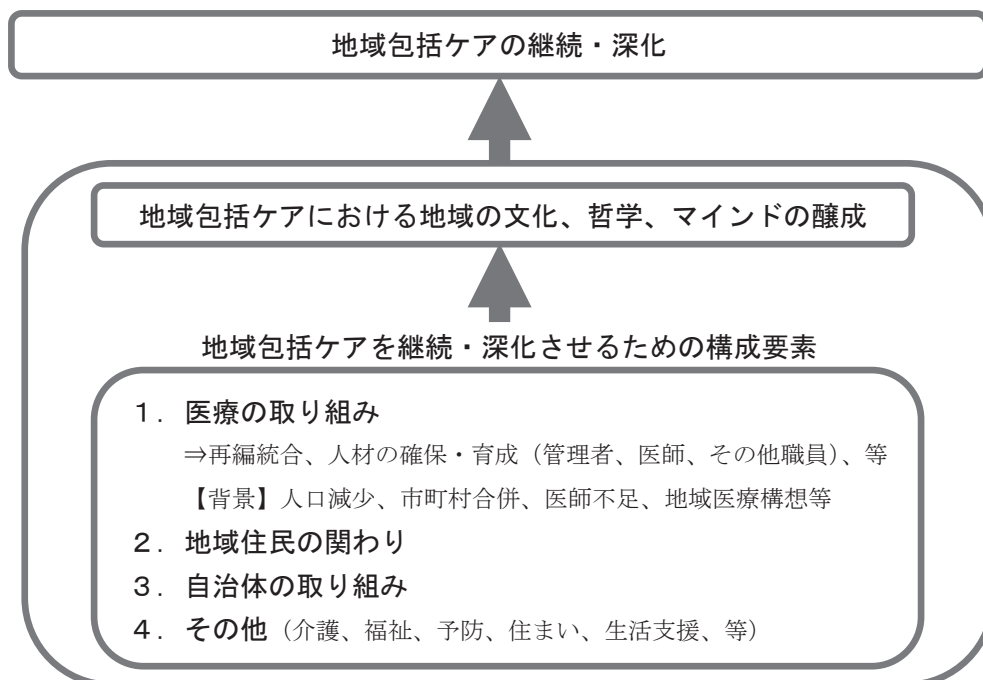 地域包括ケアの継続・深化
地域包括ケアにおける地域の文化、哲学、マインドの醸成
地域包括ケアを継続・深化させるための構成要素
１．医療の取り組み
⇒再編統合、人材の確保・育成（管理者、医師、その他職員）、等
【背景】人口減少、市町村合併、医師不足、地域医療構想等
２．地域住民の関わり
３．自治体の取り組み
４．その他（介護、福祉、予防、住まい、生活支援、等）